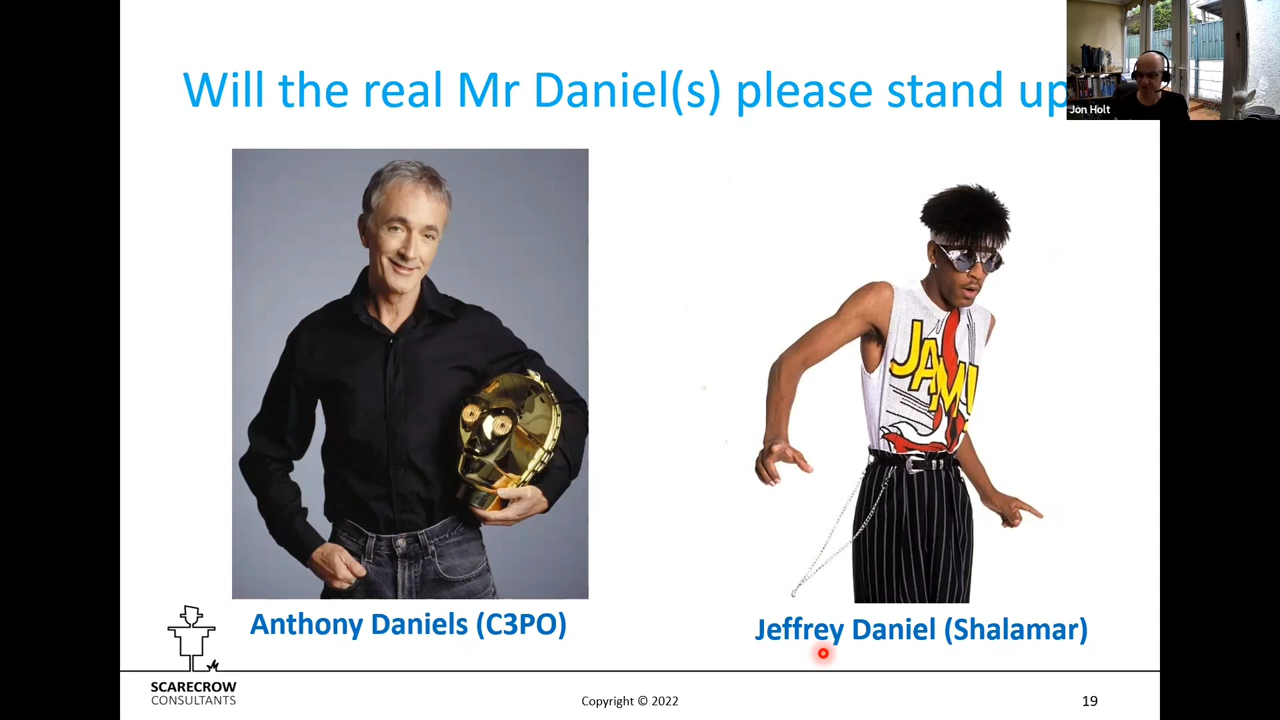 Will the real Mr Daniel(s) please stand up
Jon Holt
JAM!
Anthony Daniels (C3PO)
Jeffrey Daniel (Shalamar)
SCARECROW
CONSULTANTS
Copyright © 2022
19